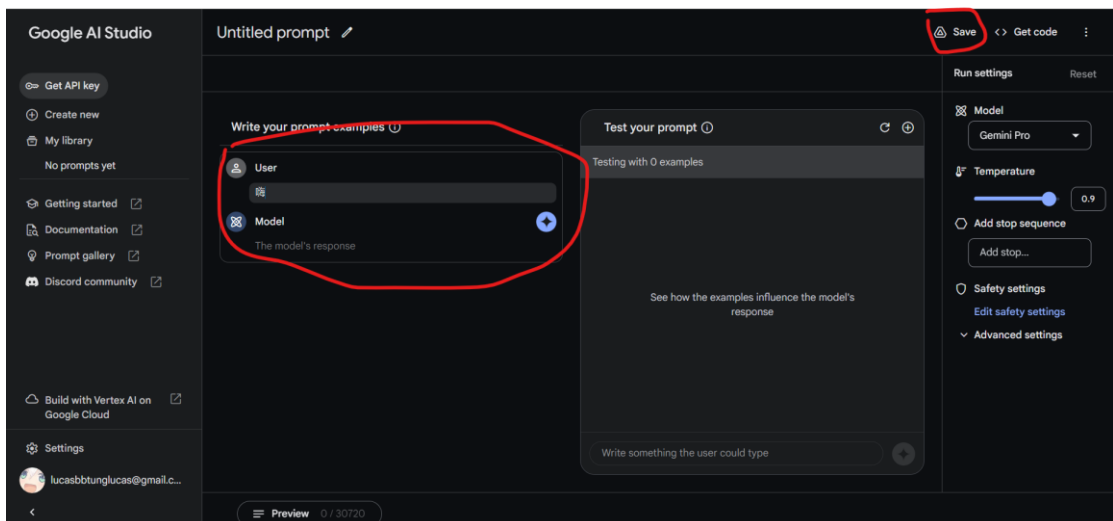 Google AI Studio
Untitled prompt
Save
<> Get code
Get API key
Create new
My library
No prompts yet
Getting started
Documentation
Prompt gallery
Discord community
Build with Vertex AI on
Google Cloud
Settings
lucasbbtunglucas@gmail.c...
Write your prompt examples
User
嗨
Model
The model's response
Test your prompt
Testing with 0 examples
See how the examples influence the model's
response
Write something the user could type
Run settings
Reset
Model
Gemini Pro
Temperature
0.9
Add stop sequence
Add stop...
Safety settings
Edit safety settings
Advanced settings
Preview 0 / 30720